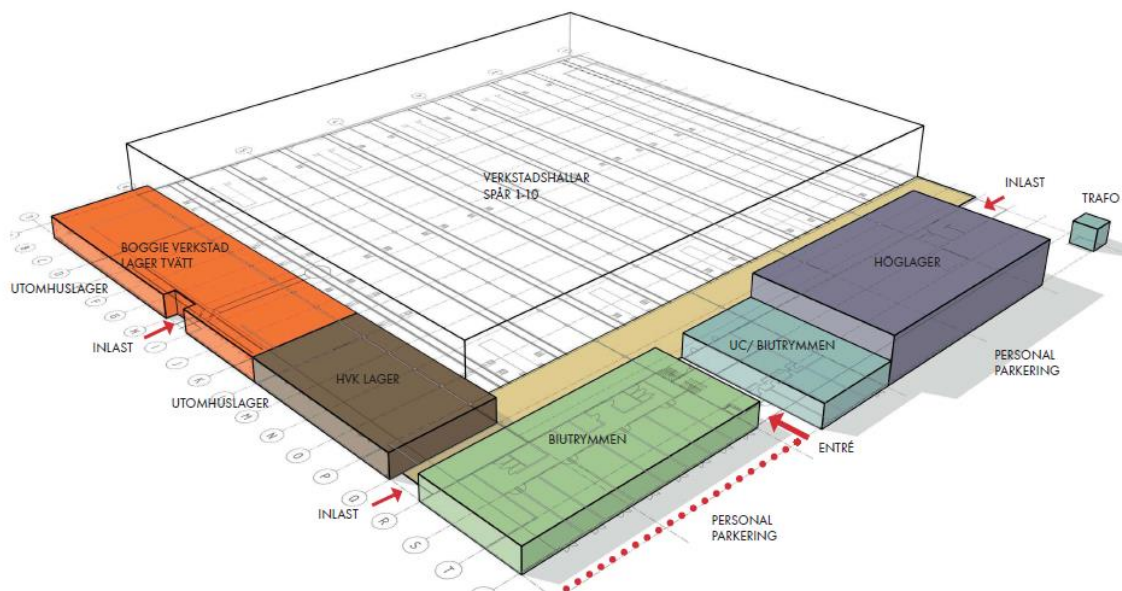 VERKSTADSHALLAR
SPÅR 1-10
INLAST
TRAFO
BOGGIE VERKSTAD
LAGER TVÄTT
HÖGLAGER
UTOMHUSLAGER
INLAST
UC/ BIUTRYMMEN
PERSONAL
PARKERING
HVK LAGER
UTOMHUSLAGER
BIUTRYMMEN
ENTRÉ
INLAST
PERSONAL
PARKERING
K
M
N
O
P
Q
R
S
T